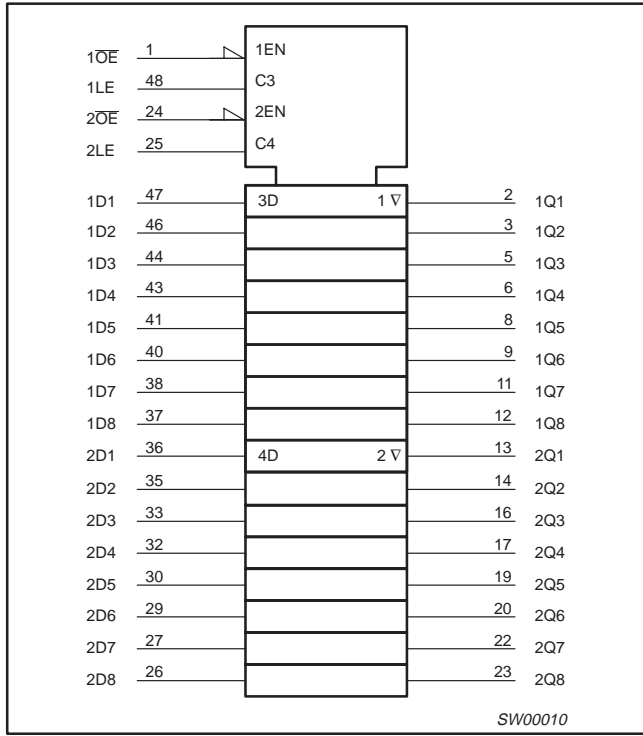 1O̅E̅ 1 1EN
1LE 48 C3
2O̅E̅ 24 2EN
2LE 25 C4
1D1 47 3D 1 ∇ 2 1Q1
1D2 46 3 1Q2
1D3 44 5 1Q3
1D4 43 6 1Q4
1D5 41 8 1Q5
1D6 40 9 1Q6
1D7 38 11 1Q7
1D8 37 12 1Q8
2D1 36 4D 2 ∇ 13 2Q1
2D2 35 14 2Q2
2D3 33 16 2Q3
2D4 32 17 2Q4
2D5 30 19 2Q5
2D6 29 20 2Q6
2D7 27 22 2Q7
2D8 26 23 2Q8
SW00010